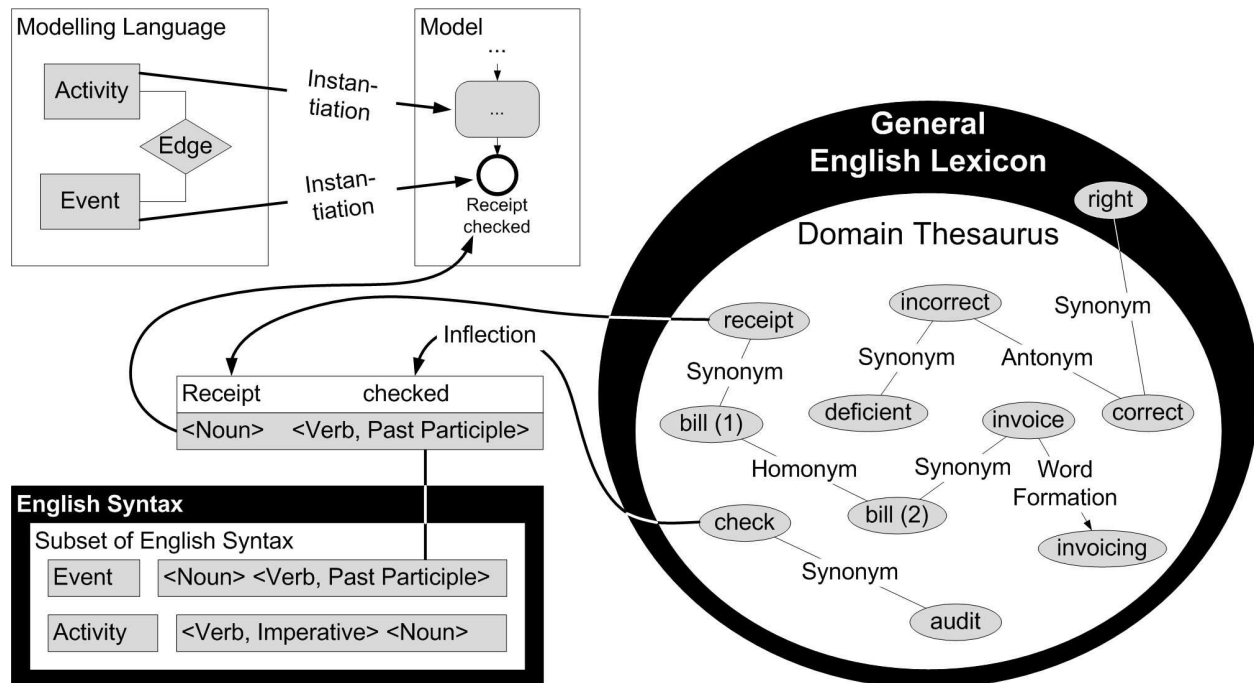 Modelling Language
Activity
Edge
Event
Instan-
tiation
Instan-
tiation
Model
...
...
Receipt
checked
General
English Lexicon
right
Domain Thesaurus
receipt
incorrect
Synonym
Synonym
Synonym
Antonym
bill (1)
deficient
invoice
correct
Homonym
Synonym
Word
Formation
check
bill (2)
invoicing
Synonym
audit
Inflection
Receipt checked
<Noun> <Verb, Past Participle>
English Syntax
Subset of English Syntax
Event <Noun> <Verb, Past Participle>
Activity <Verb, Imperative> <Noun>